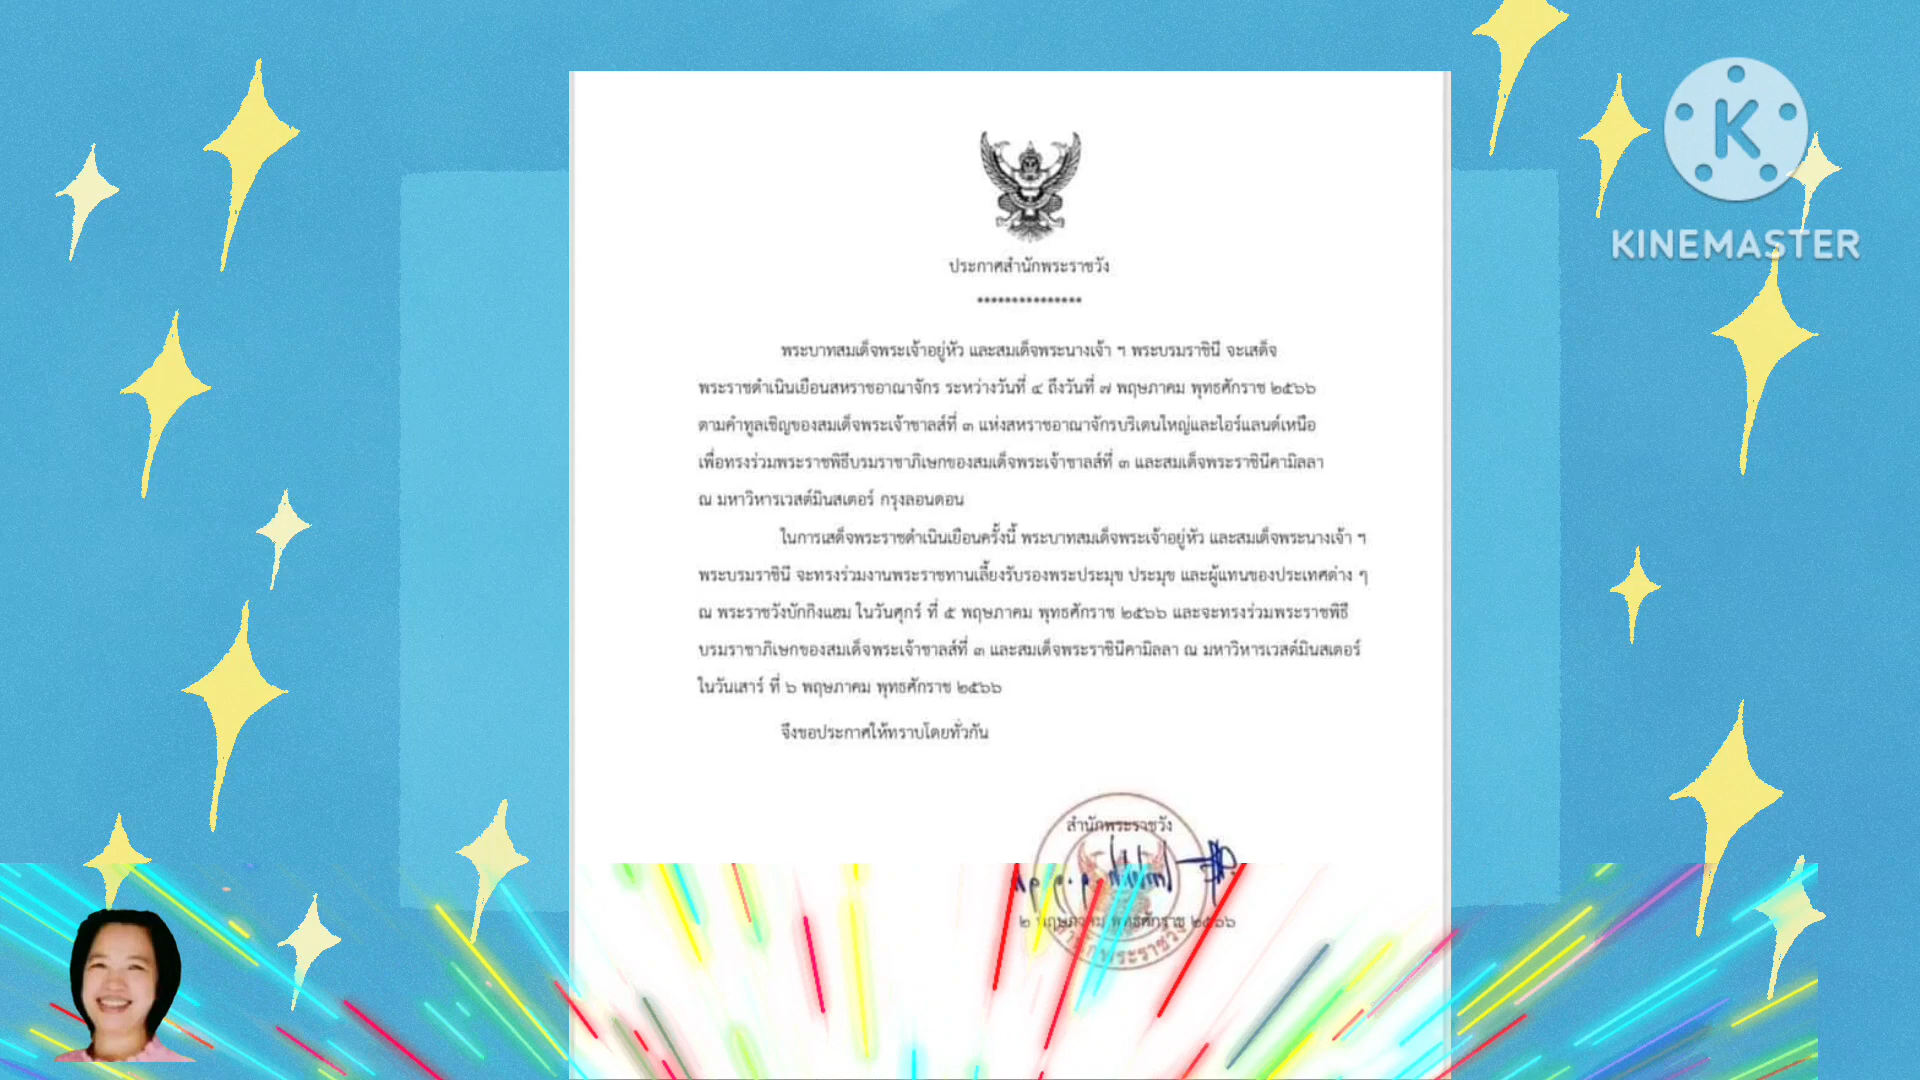 K
KINEMASTER
ประกาศสำนักพระราชวัง
***************
พระบาทสมเด็จพระเจ้าอยู่หัว และสมเด็จพระนางเจ้า ฯ พระบรมราชินี จะเสด็จ
พระราชดำเนินเยือนสหราชอาณาจักร ระหว่างวันที่ ๔ ถึงวันที่ ๗ พฤษภาคม พุทธศักราช ๒๕๖๖
ตามคำทูลเชิญของสมเด็จพระเจ้าชาลส์ที่ ๓ แห่งสหราชอาณาจักรบริเตนใหญ่และไอร์แลนด์เหนือ
เพื่อทรงร่วมพระราชพิธีบรมราชาภิเษกของสมเด็จพระเจ้าชาลส์ที่ ๓ และสมเด็จพระราชินีคามิลลา
ณ มหาวิหารเวสต์มินสเตอร์ กรุงลอนดอน
ในการเสด็จพระราชดำเนินเยือนครั้งนี้ พระบาทสมเด็จพระเจ้าอยู่หัว และสมเด็จพระนางเจ้า ฯ
พระบรมราชินี จะทรงร่วมงานพระราชทานเลี้ยงรับรองพระประมุข ประมุข และผู้แทนของประเทศต่าง ๆ
ณ พระราชวังบักกิงแฮม ในวันศุกร์ ที่ ๕ พฤษภาคม พุทธศักราช ๒๕๖๖ และจะทรงร่วมพระราชพิธี
บรมราชาภิเษกของสมเด็จพระเจ้าชาลส์ที่ ๓ และสมเด็จพระราชินีคามิลลา ณ มหาวิหารเวสต์มินสเตอร์
ในวันเสาร์ ที่ ๖ พฤษภาคม พุทธศักราช ๒๕๖๖
จึงขอประกาศให้ทราบโดยทั่วกัน
สำนักพระราชวัง
๒ พฤษภาคม พุทธศักราช ๒๕๖๖
สำนักพระราชวัง